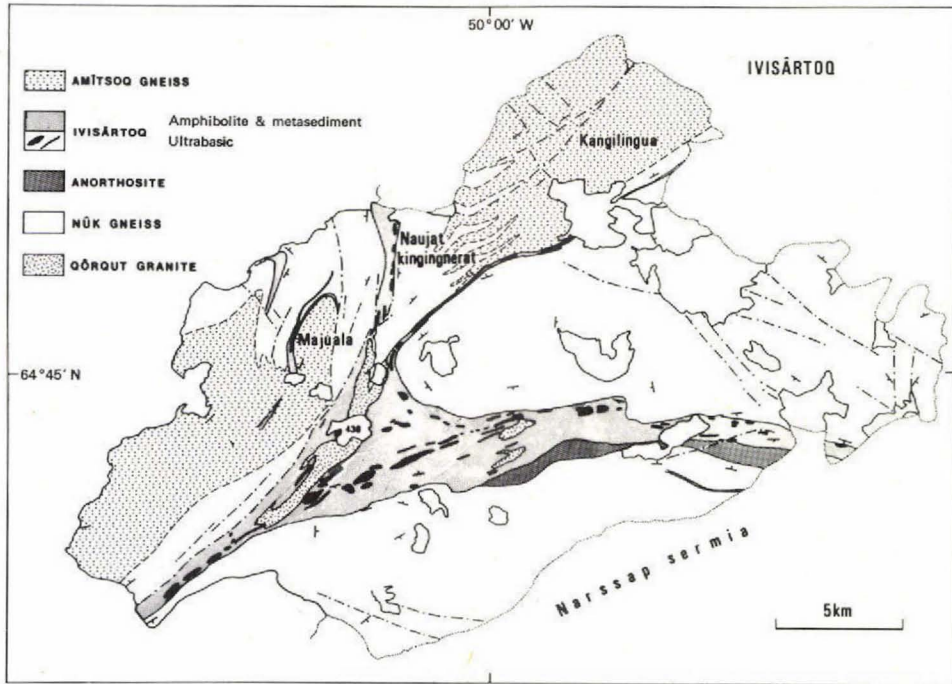 50°00' W
IVISÂRTOQ
AMÎTSOQ GNEISS
IVISÂRTOQ
Amphibolite & metasediment
Ultrabasic
ANORTHOSITE
NÛK GNEISS
QÔRQUT GRANITE
Kangilingua
Naujat
kingingnerat
Majuala
64°45' N
Narssap sermia
5km